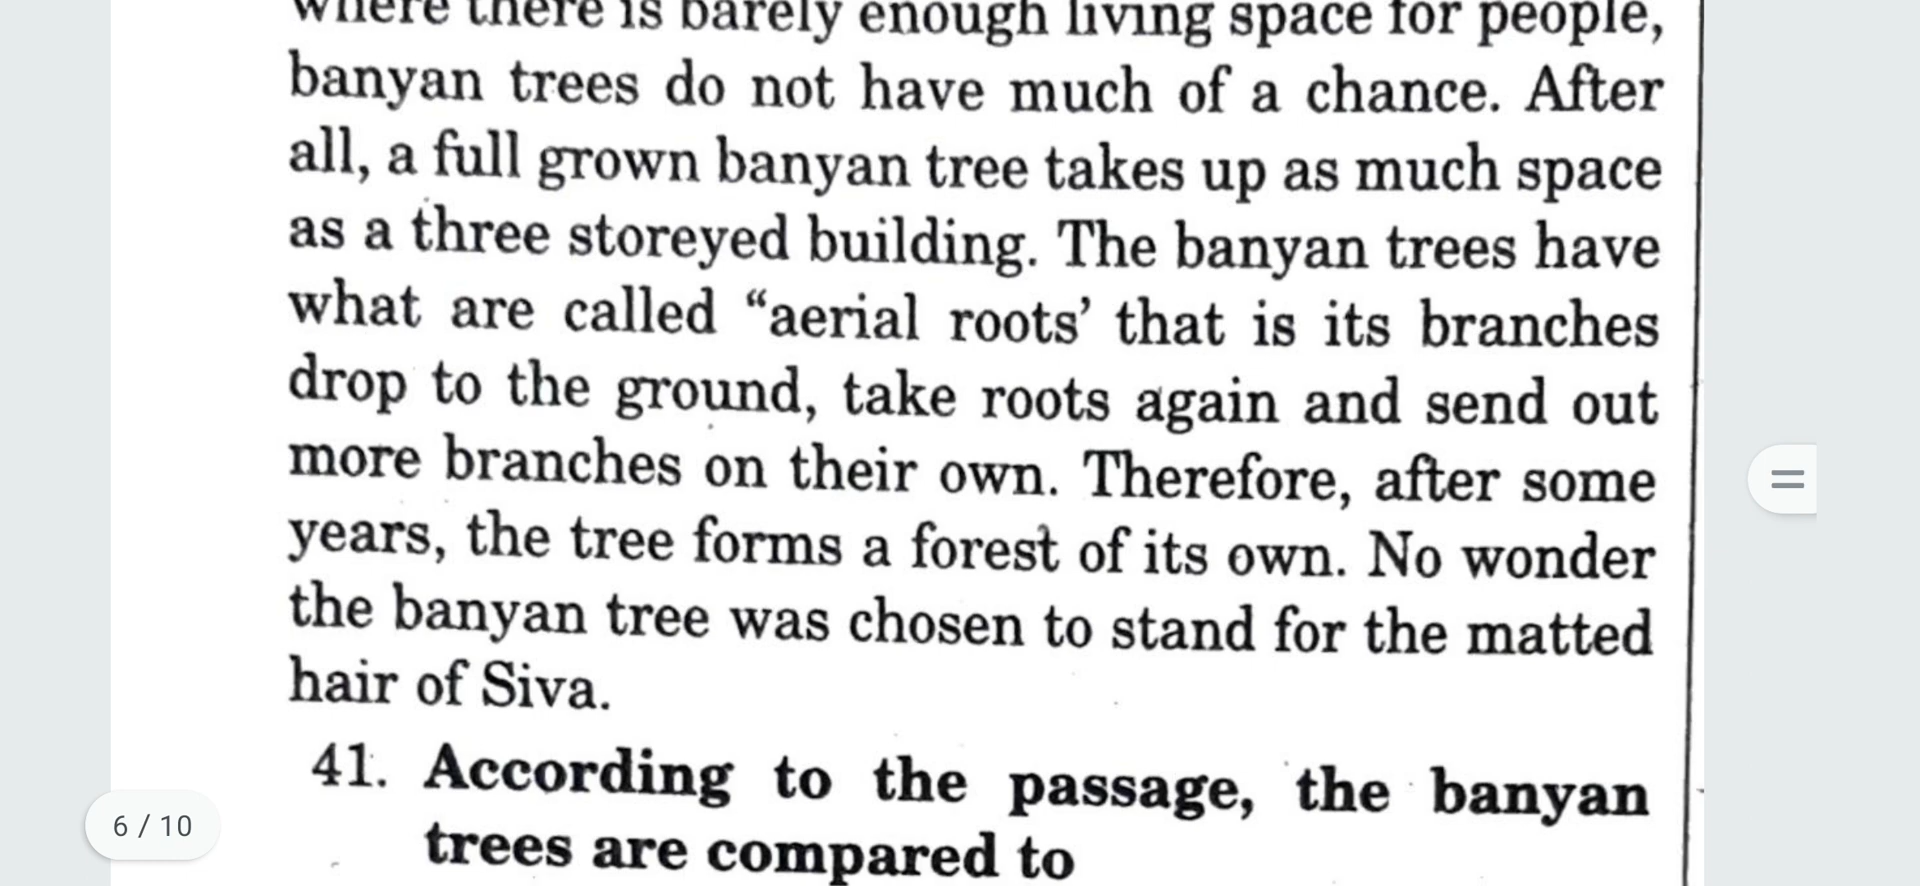 where there is barely enough living space for people,
banyan trees do not have much of a chance. After
all, a full grown banyan tree takes up as much space
as a three storeyed building. The banyan trees have
what are called “aerial roots’ that is its branches
drop to the ground, take roots again and send out
more branches on their own. Therefore, after some
years, the tree forms a forest of its own. No wonder
the banyan tree was chosen to stand for the matted
hair of Siva.
41. According to the passage, the banyan
trees are compared to
6 / 10